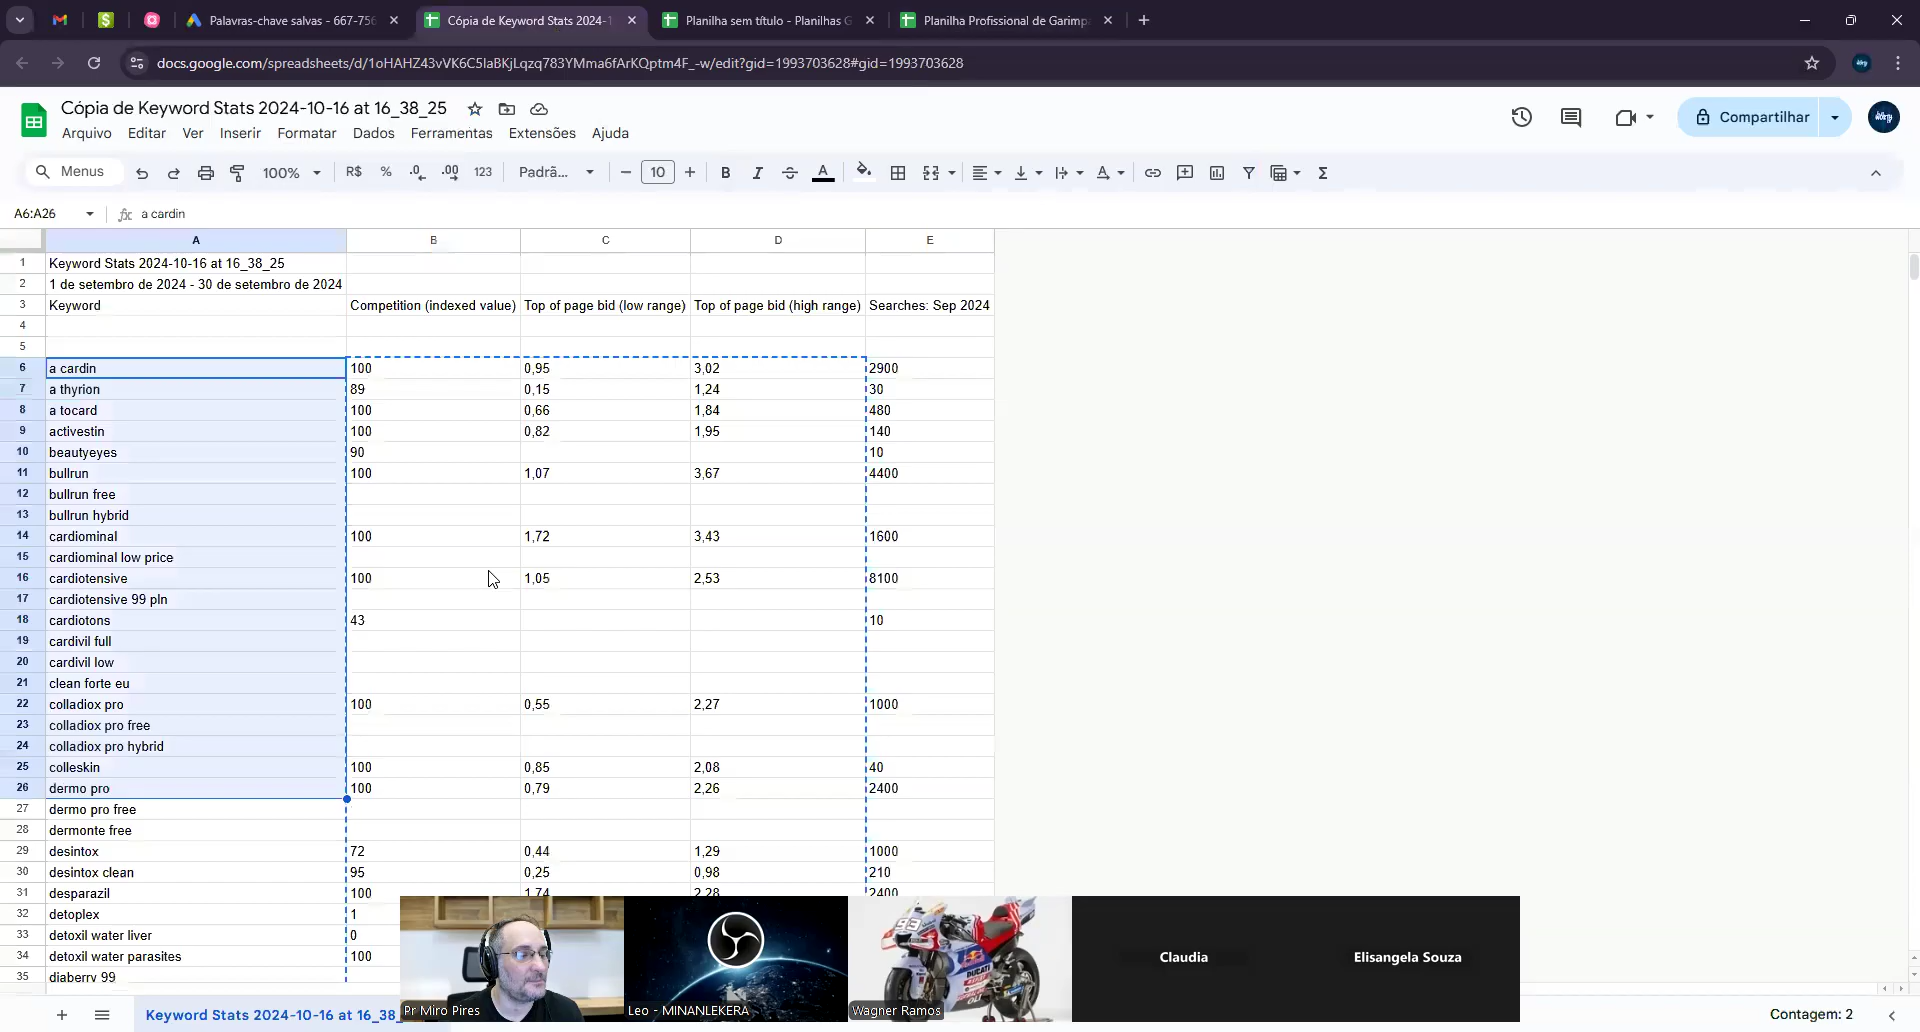 Palavras-chave salvas - 667-756
Cópia de Keyword Stats 2024-1
Planilha sem título - Planilhas G
Planilha Profissional de Garimp
docs.google.com/spreadsheets/d/1oHAHZ43vVK6C5IaBKjLqzq783YMma6fArKQptm4F_-w/edit?gid=1993703628#gid=1993703628
Cópia de Keyword Stats 2024-10-16 at 16_38_25
Arquivo Editar Ver Inserir Formatar Dados Ferramentas Extensões Ajuda
Compartilhar
Menus 100% R$ % .0 .00 123 Padrã... 10 B I A
A6:A26 fx a cardin
A B C D E
1 Keyword Stats 2024-10-16 at 16_38_25
2 1 de setembro de 2024 - 30 de setembro de 2024
3 Keyword Competition (indexed value) Top of page bid (low range) Top of page bid (high range) Searches: Sep 2024
4
5
6 a cardin 100 0,95 3,02 2900
7 a thyrion 89 0,15 1,24 30
8 a tocard 100 0,66 1,84 480
9 activestin 100 0,82 1,95 140
10 beautyeyes 90 10
11 bullrun 100 1,07 3,67 4400
12 bullrun free
13 bullrun hybrid
14 cardiominal 100 1,72 3,43 1600
15 cardiominal low price
16 cardiotensive 100 1,05 2,53 8100
17 cardiotensive 99 pln
18 cardiotons 43 10
19 cardivil full
20 cardivil low
21 clean forte eu
22 colladiox pro 100 0,55 2,27 1000
23 colladiox pro free
24 colladiox pro hybrid
25 colleskin 100 0,85 2,08 40
26 dermo pro 100 0,79 2,26 2400
27 dermo pro free
28 dermonte free
29 desintox 72 0,44 1,29 1000
30 desintox clean 95 0,25 0,98 210
31 desparazil 100 1,74 2,28 2400
32 detoplex 1
33 detoxil water liver 0
34 detoxil water parasites 100
35 diaberry 99
Pr Miro Pires
Leo - MINANLEKERA
93
DUCATI
Wagner Ramos
Claudia
Elisangela Souza
Keyword Stats 2024-10-16 at 16_38_
Contagem: 2